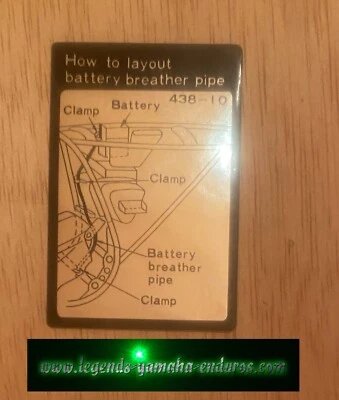 How to layout
battery breather pipe
438-10
Clamp
Battery
Clamp
Battery
breather
pipe
Clamp
www.legends-yamaha-enduros.com